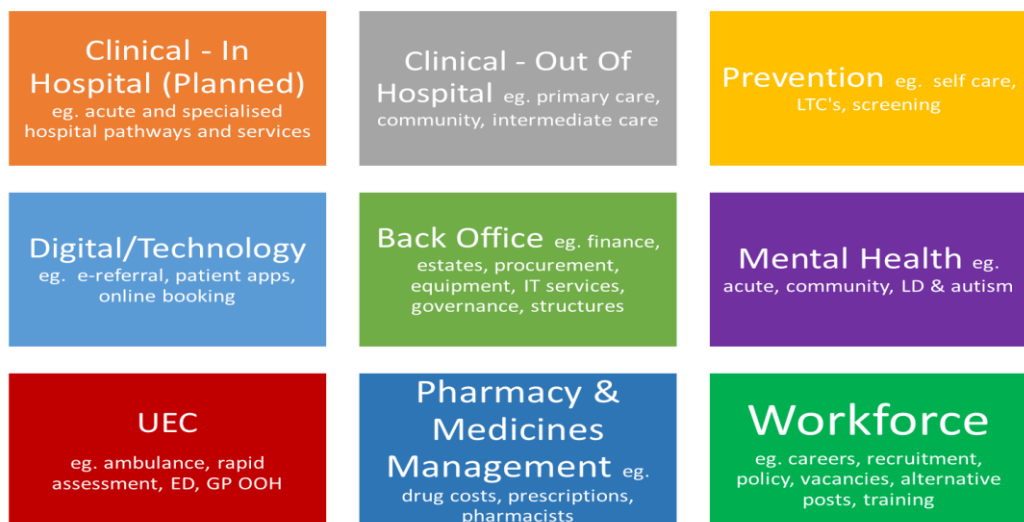 Clinical - In
Hospital (Planned)
eg. acute and specialised
hospital pathways and services
Clinical - Out Of
Hospital eg. primary care,
community, intermediate care
Prevention eg. self care,
LTC's, screening
Digital/Technology
eg. e-referral, patient apps,
online booking
Back Office eg. finance,
estates, procurement,
equipment, IT services,
governance, structures
Mental Health eg.
acute, community, LD & autism
UEC
eg. ambulance, rapid
assessment, ED, GP OOH
Pharmacy &
Medicines
Management eg.
drug costs, prescriptions,
pharmacists
Workforce
eg. careers, recruitment,
policy, vacancies, alternative
posts, training